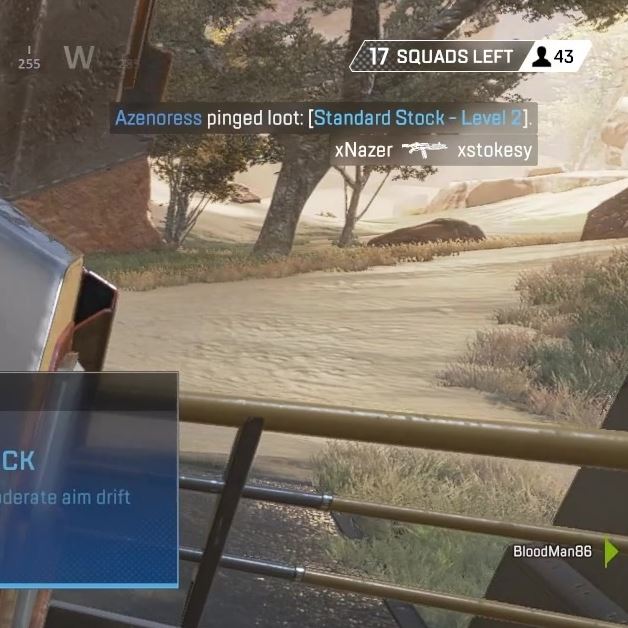 17 SQUADS LEFT 43
255 W 285
Azenoress pinged loot: [Standard Stock - Level 2].
xNazer xstokesy
CK
derate aim drift
BloodMan86